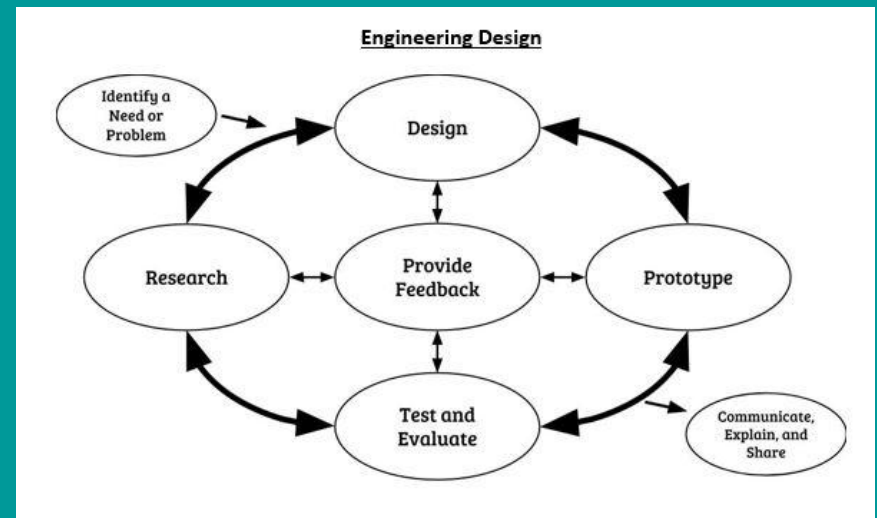 Engineering Design
Identify a
Need or
Problem
Design
Research
Provide
Feedback
Prototype
Test and
Evaluate
Communicate,
Explain, and
Share